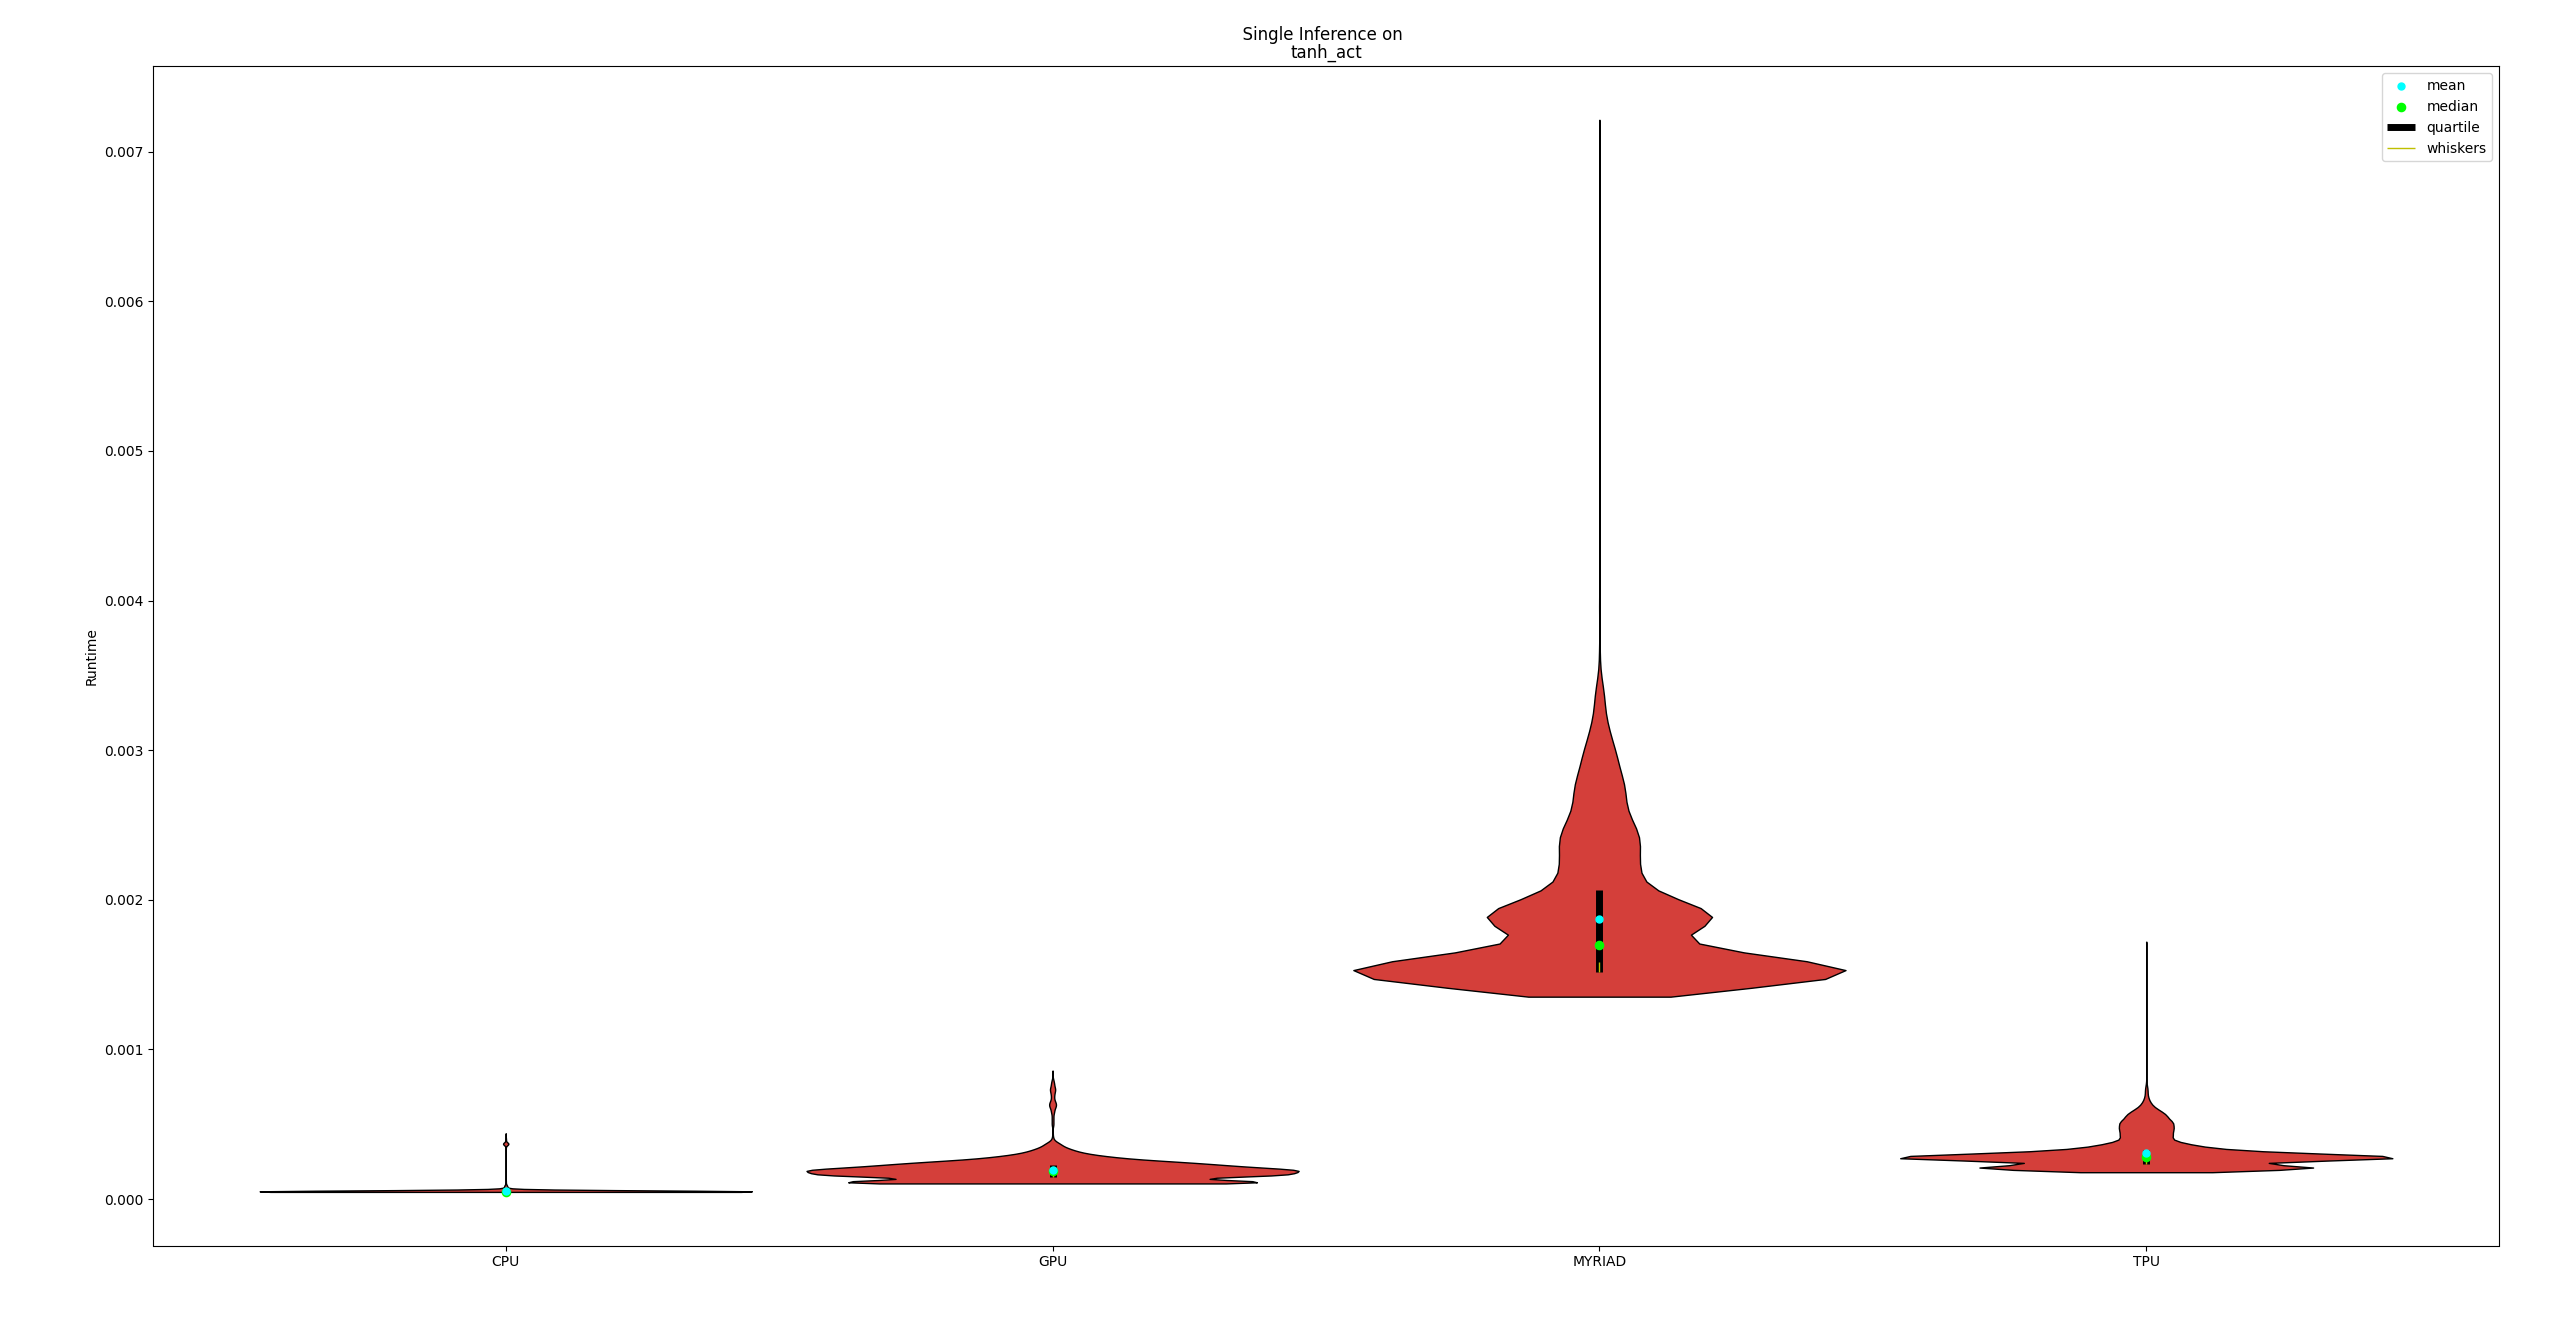 Single Inference on
tanh_act
mean
median
quartile
whiskers
0.007
0.006
0.005
0.004
0.003
0.002
0.001
0.000
Runtime
CPU
GPU
MYRIAD
TPU